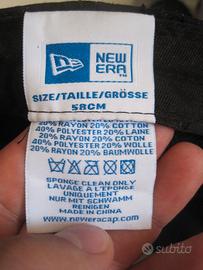 NEW
ERA
SIZE/TAILLE/GRÖSSE
58CM
20% RAYON 20% COTTON
40% POLYESTER 20% LAINE
20% RAYON 20% COTON
40% POLYESTER 20% WOLLE
20% RAYON 20% BAUMWOLLE
SPONGE CLEAN ONLY
LAVAGE À L'ÉPONGE
UNIQUEMENT
NUR MIT SCHWAMM
REINIGEN
MADE IN CHINA
www.neweracap.com
subito